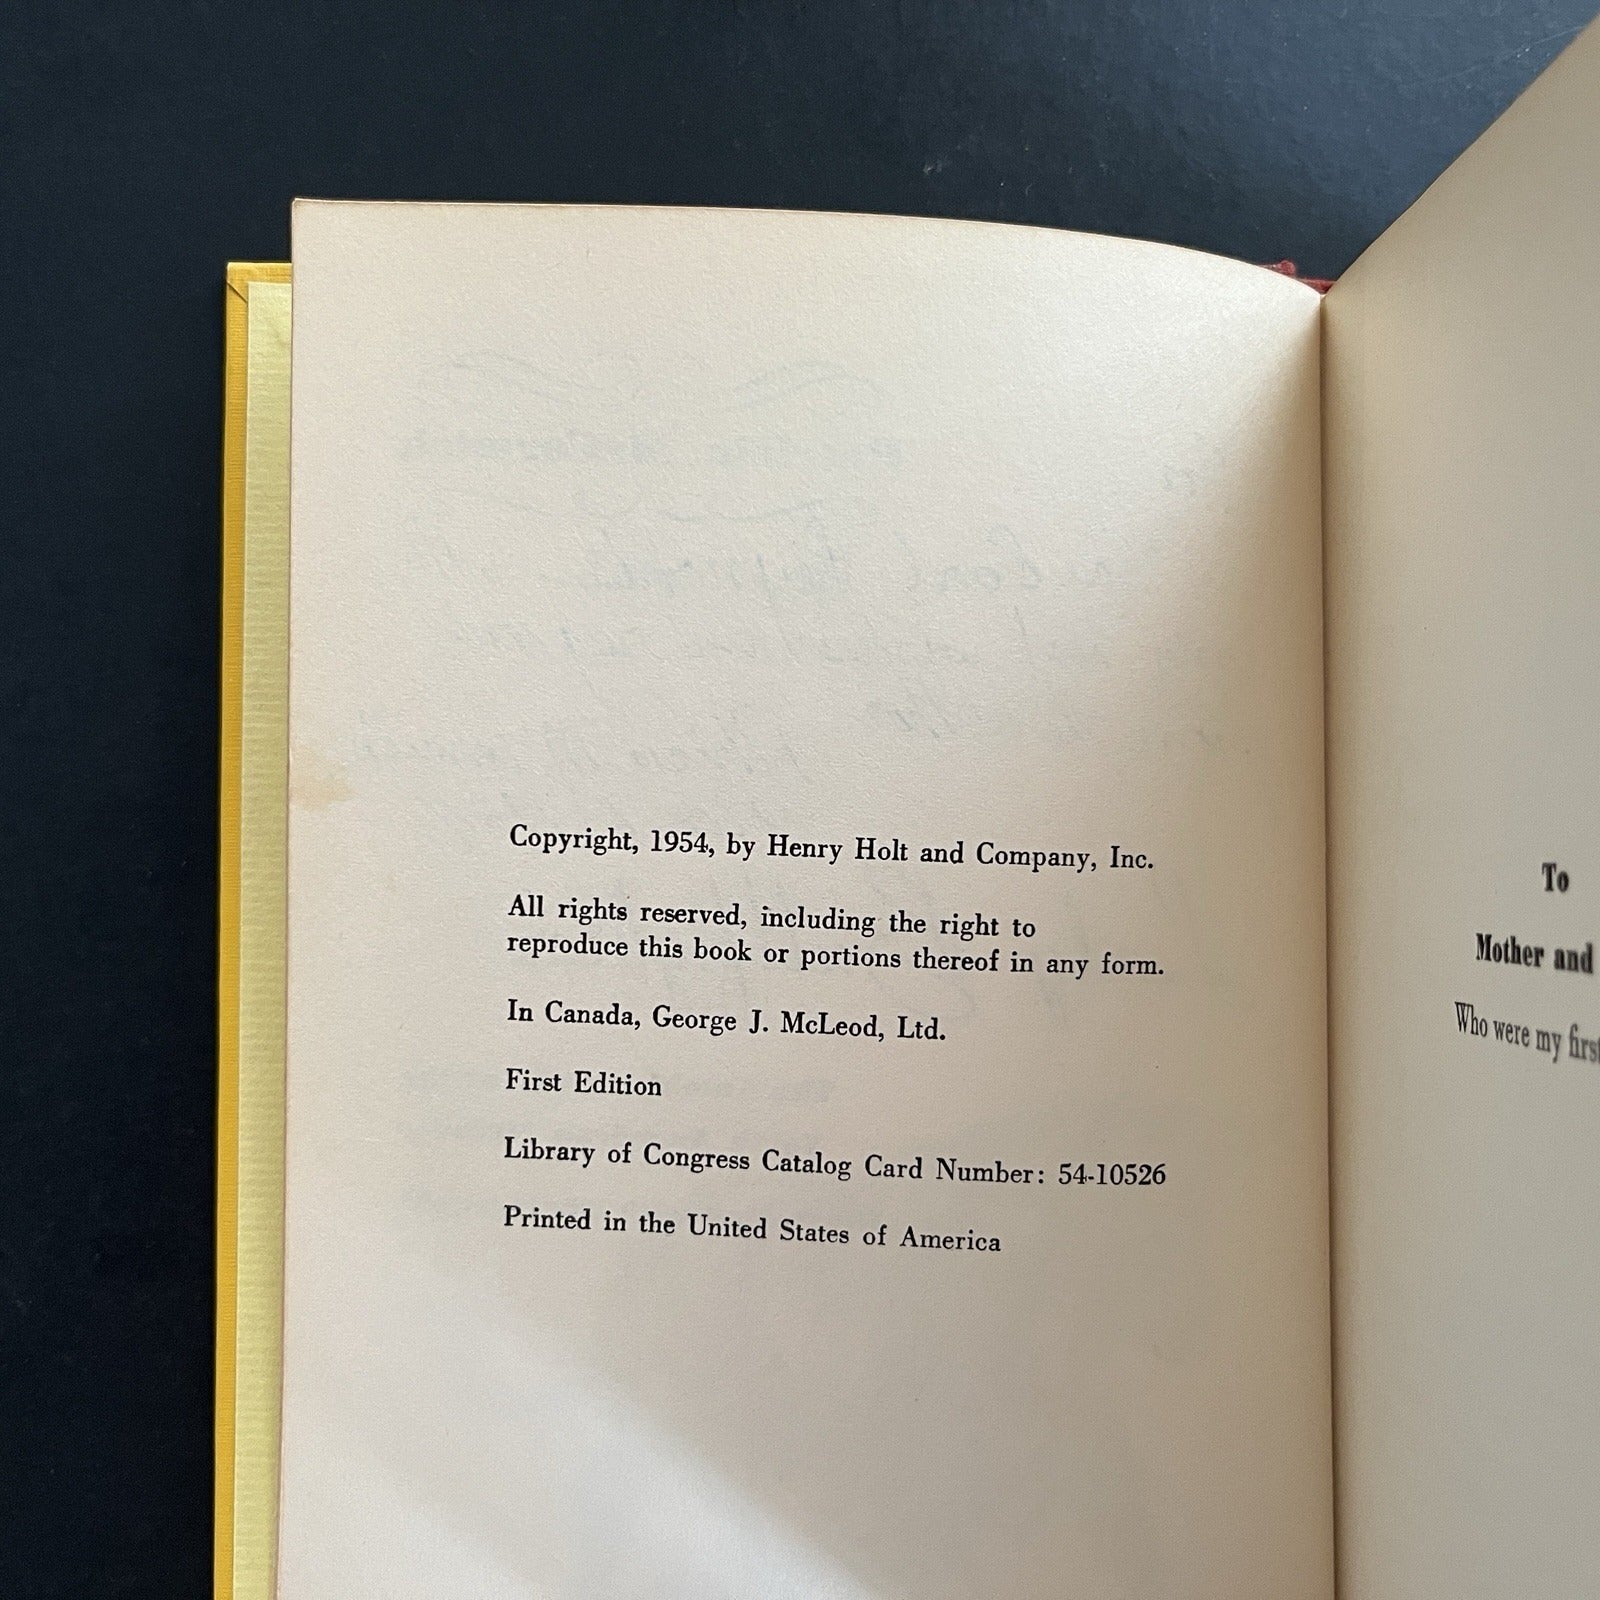 Copyright, 1954, by Henry Holt and Company, Inc.
All rights reserved, including the right to
reproduce this book or portions thereof in any form.
In Canada, George J. McLeod, Ltd.
First Edition
Library of Congress Catalog Card Number: 54-10526
Printed in the United States of America
To
Mother and
Who were my first